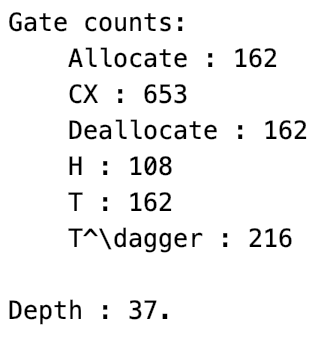 Gate counts:
Allocate : 162
CX : 653
Deallocate : 162
H : 108
T : 162
T^\dagger : 216
Depth : 37.